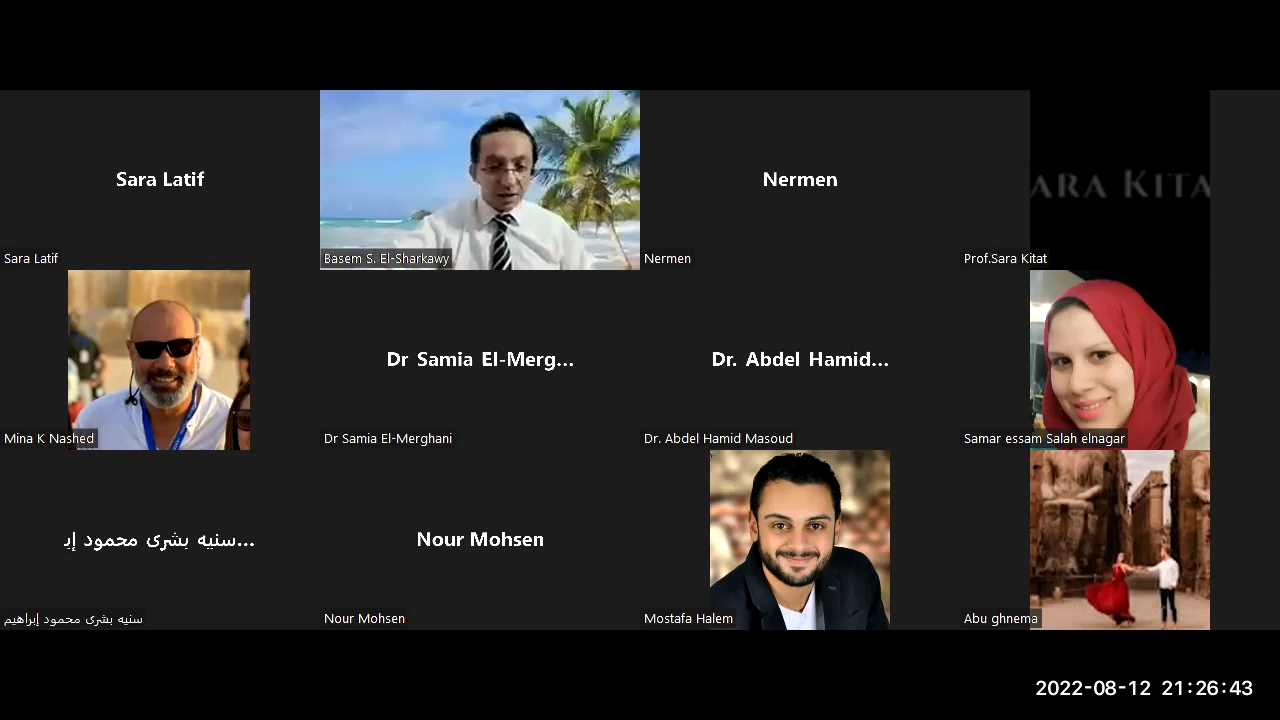 Sara Latif
Nermen
ARA KITA
Sara Latif
Basem S. El-Sharkawy
Nermen
Prof.Sara Kitat
Dr Samia El-Merg...
Dr. Abdel Hamid...
Mina K Nashed
Dr Samia El-Merghani
Dr. Abdel Hamid Masoud
Samar essam Salah elnagar
سنيه بشرى محمود إب...
Nour Mohsen
سنيه بشرى محمود إبراهيم
Nour Mohsen
Mostafa Halem
Abu ghnema
2022-08-12 21:26:43